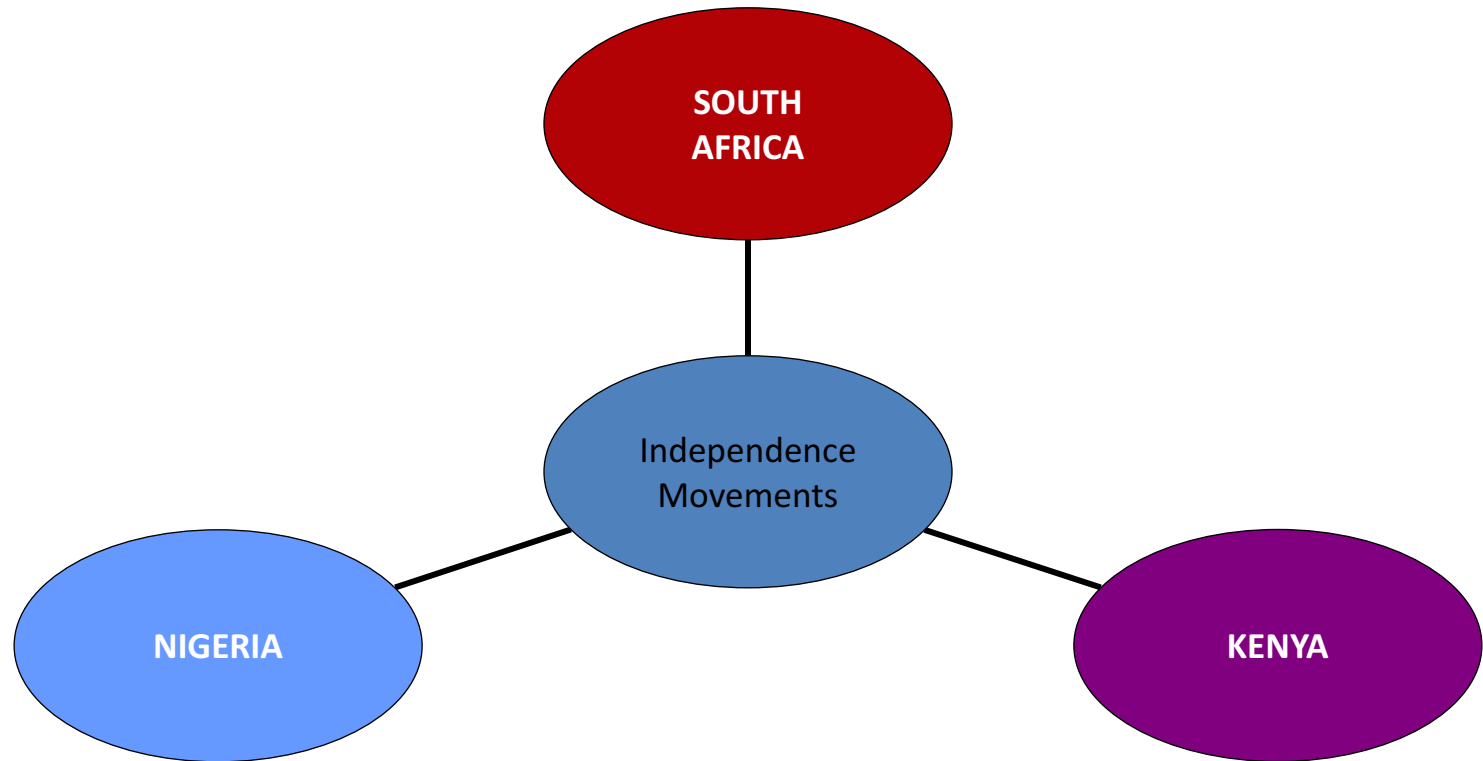 SOUTH
AFRICA
Independence
Movements
NIGERIA
KENYA